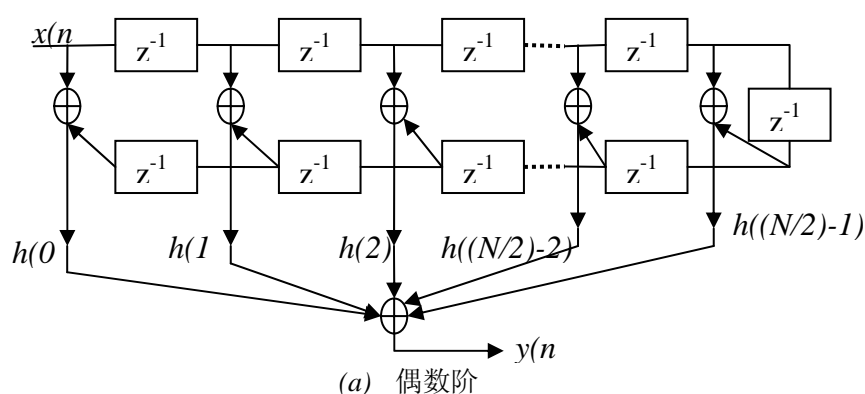 x(n
z-1 z-1 z-1 z-1
z-1
z-1 z-1 z-1 z-1
h(0 h(1 h(2) h((N/2)-2) h((N/2)-1)
y(n
(a) 偶数阶